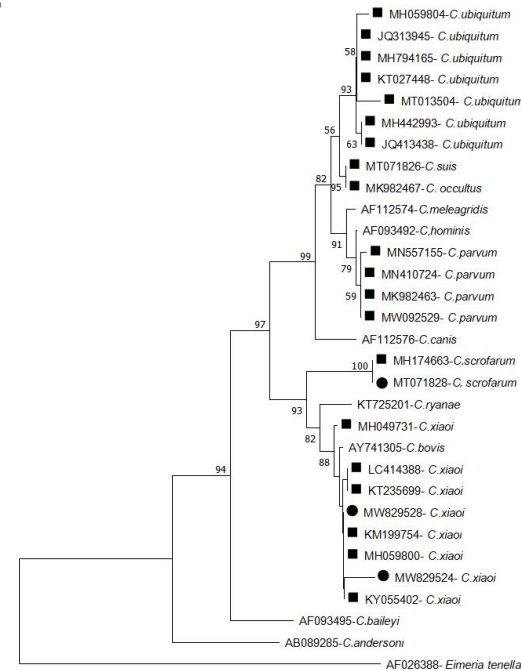 MH059804-C.ubiquitum
JQ313945- C.ubiquitum
58
MH794165- C.ubiquitum
KT027448- C.ubiquitum
93
MT013504- C.ubiquitum
MH442993- C.ubiquitum
56
63
JQ413438- C.ubiquitum
MT071826-C.suis
82
95
MK982467-C. occultus
AF112574-C.meleagridis
AF093492-C.hominis
91
MN557155-C.parvum
99
79
MN410724- C.parvum
59
MK982463- C.parvum
MW092529- C.parvum
97
AF112576-C.canis
MH174663-C.scrofarum
100
MT071828-C. scrofarum
93
KT725201-C.ryanae
MH049731-C.xiaoi
82
AY741305-C.bovis
88
LC414388- C.xiaoi
94
KT235699- C.xiaoi
MW829528- C.xiaoi
KM199754- C.xiaoi
MH059800- C.xiaoi
MW829524- C.xiaoi
KY055402- C.xiaoi
AF093495-C.baileyi
AB089285-C.andersoni
AF026388- Eimeria tenella